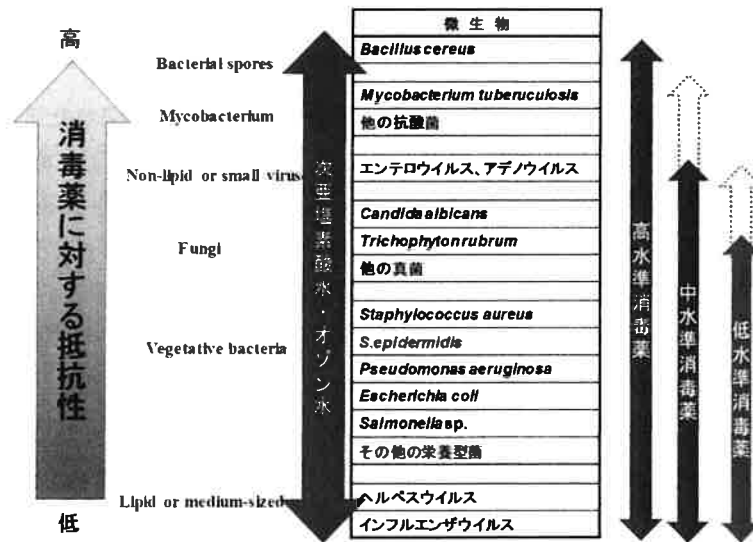 高
消毒薬に対する抵抗性
低
Bacterial spores
Mycobacterium
Non-lipid or small virus
Fungi
Vegetative bacteria
Lipid or medium-sized
次亜塩素酸水・オゾン水
微生物
Bacillus cereus
Mycobacterium tuberuculosis
他の抗酸菌
エンテロウイルス、アデノウイルス
Candida albicans
Trichophyton rubrum
他の真菌
Staphylococcus aureus
S.epidermidis
Pseudomonas aeruginosa
Escherichia coli
Salmonella sp.
その他の栄養型菌
ヘルペスウイルス
インフルエンザウイルス
高水準消毒薬
中水準消毒薬
低水準消毒薬